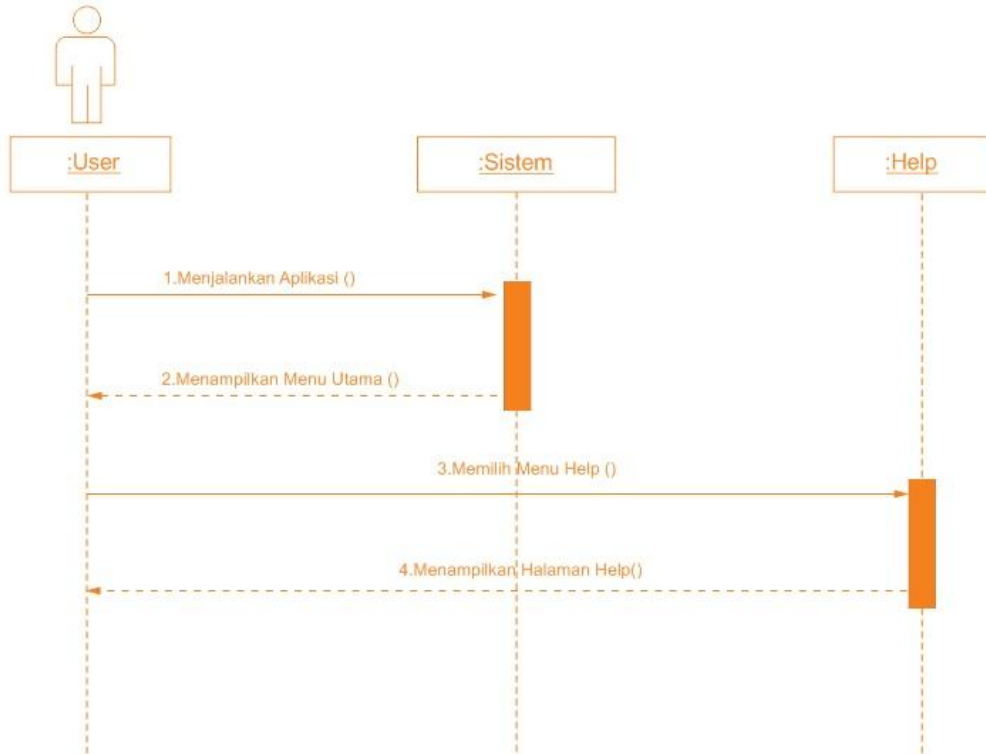 :User
:Sistem
:Help
1.Menjalankan Aplikasi ()
2.Menampilkan Menu Utama ()
3.Memilih Menu Help ()
4.Menampilkan Halaman Help()